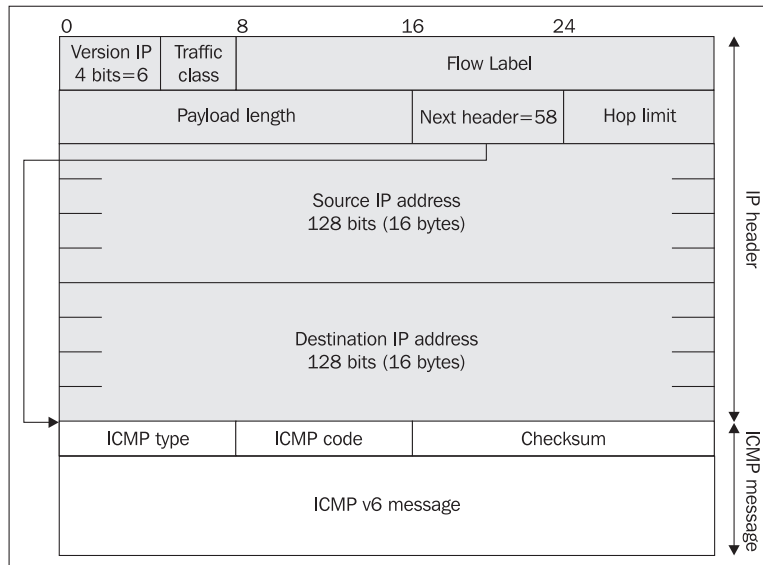 0 8 16 24
Version IP
4 bits=6
Traffic
class
Flow Label
Payload length
Next header=58
Hop limit
Source IP address
128 bits (16 bytes)
Destination IP address
128 bits (16 bytes)
IP header
ICMP type
ICMP code
Checksum
ICMP v6 message
ICMP message